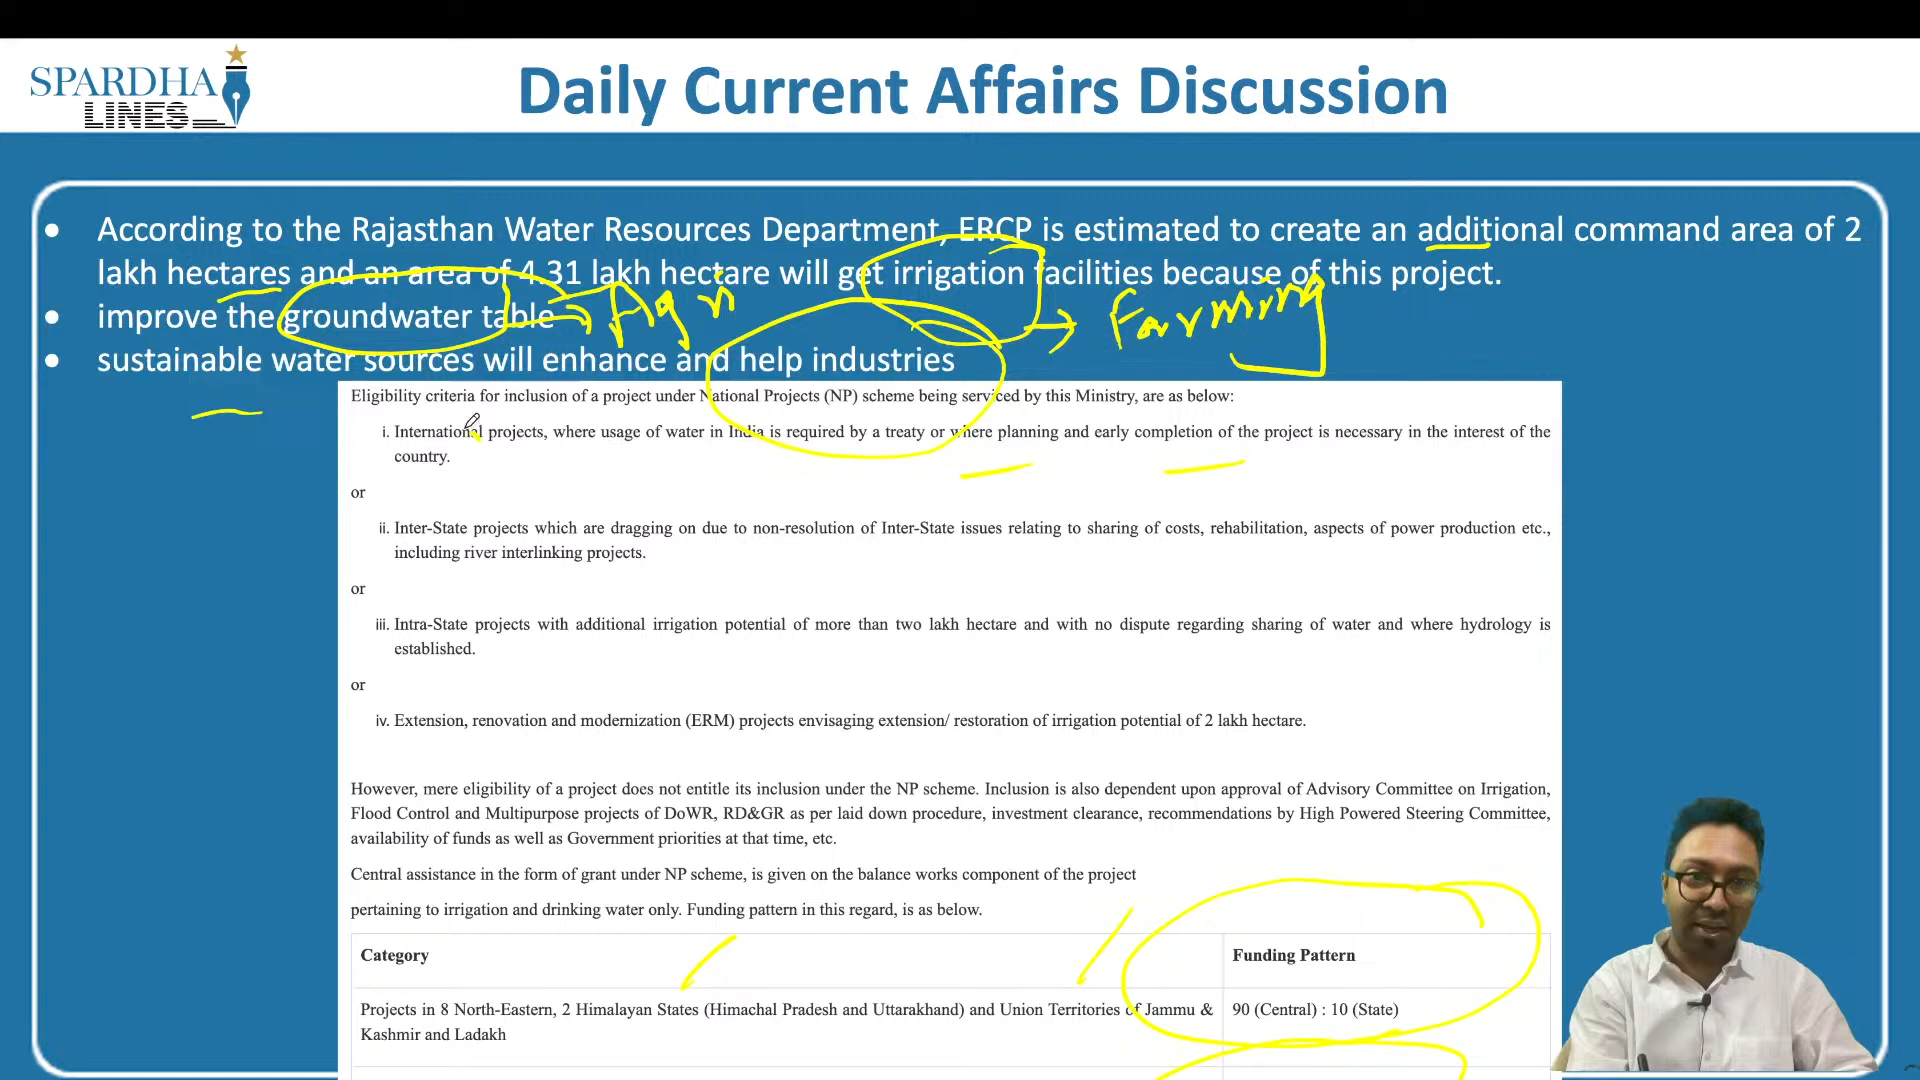 SPARDHA
LINES
Daily Current Affairs Discussion
• According to the Rajasthan Water Resources Department, ERCP is estimated to create an additional command area of 2
lakh hectares and an area of 4.31 lakh hectare will get irrigation facilities because of this project.
• improve the groundwater table
Agri
Farming
• sustainable water sources will enhance and help industries
Eligibility criteria for inclusion of a project under National Projects (NP) scheme being serviced by this Ministry, are as below:
i. International projects, where usage of water in India is required by a treaty or where planning and early completion of the project is necessary in the interest of the
country.
or
ii. Inter-State projects which are dragging on due to non-resolution of Inter-State issues relating to sharing of costs, rehabilitation, aspects of power production etc.,
including river interlinking projects.
or
iii. Intra-State projects with additional irrigation potential of more than two lakh hectare and with no dispute regarding sharing of water and where hydrology is
established.
or
iv. Extension, renovation and modernization (ERM) projects envisaging extension/ restoration of irrigation potential of 2 lakh hectare.
However, mere eligibility of a project does not entitle its inclusion under the NP scheme. Inclusion is also dependent upon approval of Advisory Committee on Irrigation,
Flood Control and Multipurpose projects of DoWR, RD&GR as per laid down procedure, investment clearance, recommendations by High Powered Steering Committee,
availability of funds as well as Government priorities at that time, etc.
Central assistance in the form of grant under NP scheme, is given on the balance works component of the project
pertaining to irrigation and drinking water only. Funding pattern in this regard, is as below.
Category Funding Pattern
Projects in 8 North-Eastern, 2 Himalayan States (Himachal Pradesh and Uttarakhand) and Union Territories of Jammu & 90 (Central) : 10 (State)
Kashmir and Ladakh